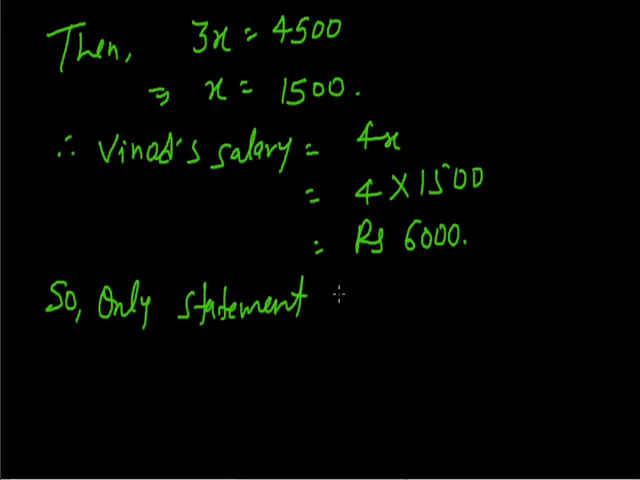 Then, 3x = 4500
⇒ x = 1500.
∴ Vinod's salary = 4x
= 4 × 1500
= Rs 6000.
So, Only statement